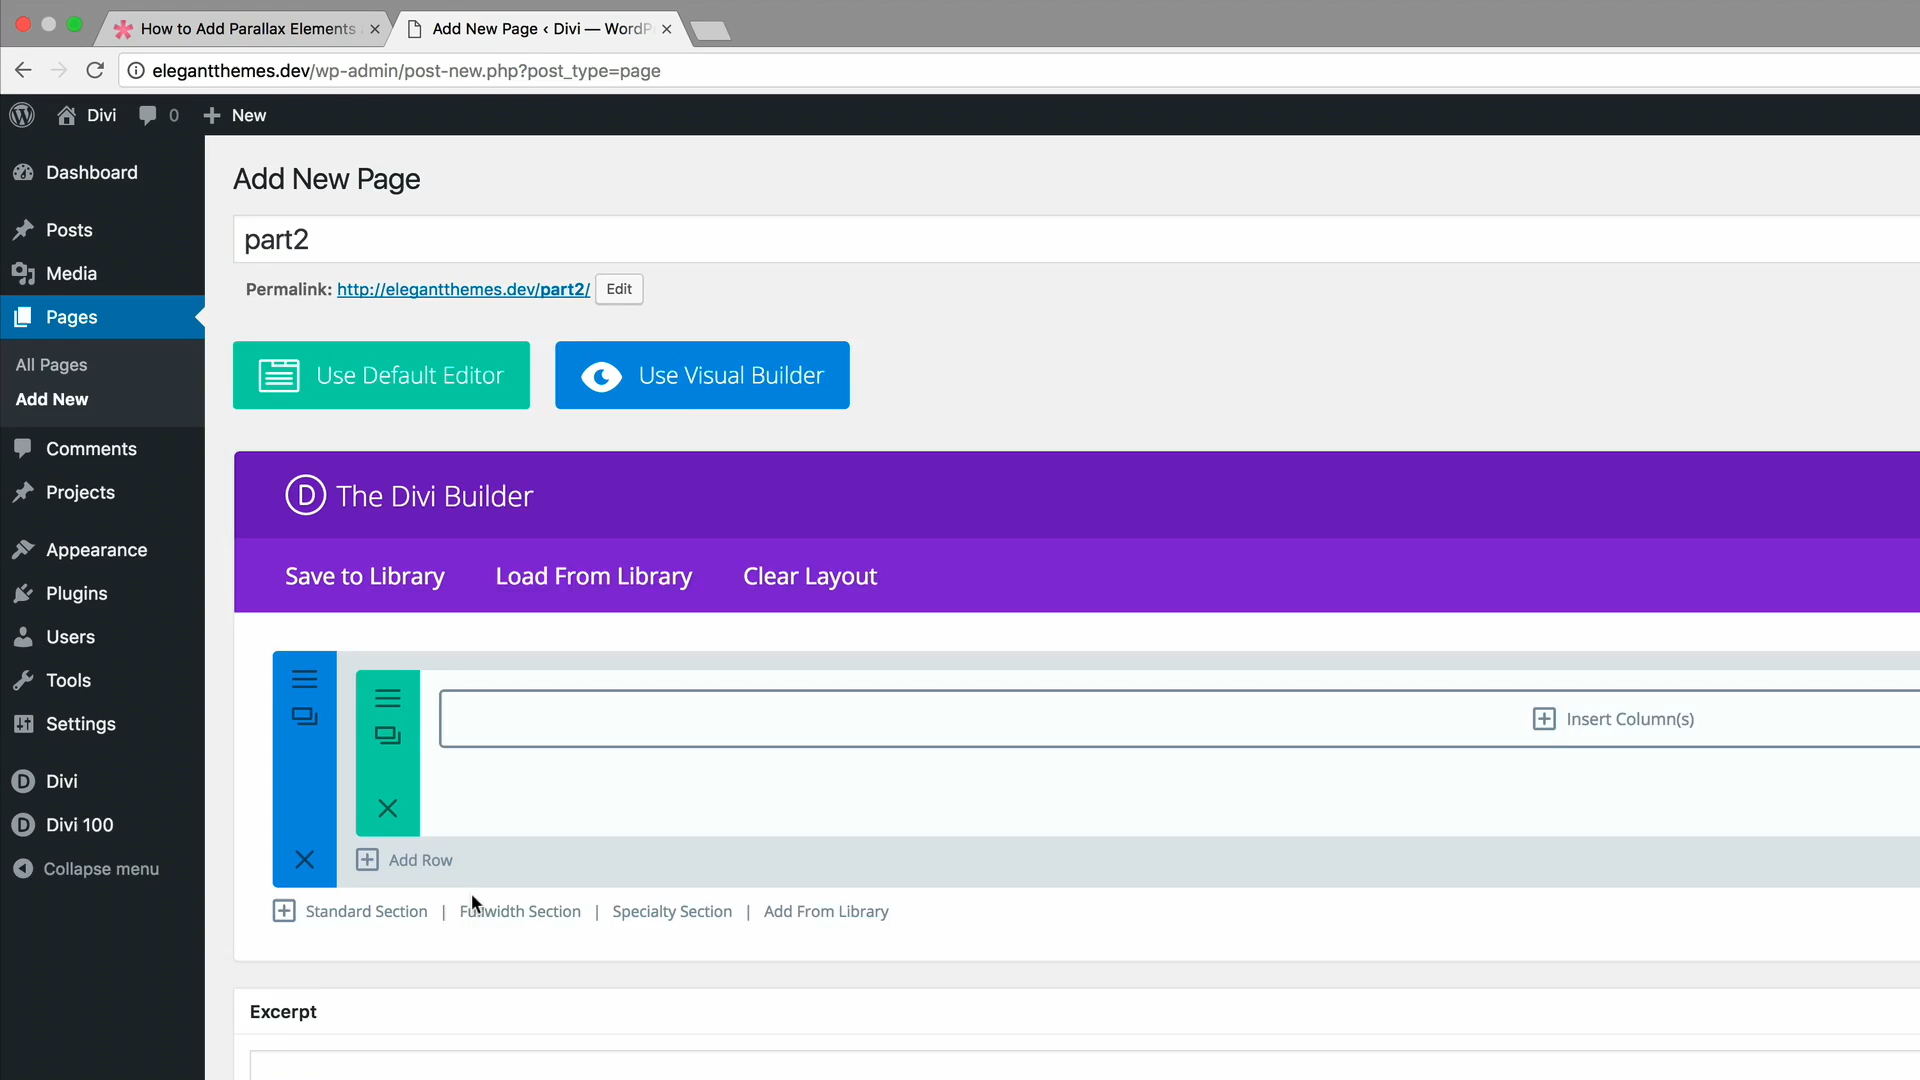 How to Add Parallax Elements
Add New Page ‹ Divi — WordP
elegantthemes.dev/wp-admin/post-new.php?post_type=page
Divi 0 New
Dashboard
Posts
Media
Pages
All Pages
Add New
Comments
Projects
Appearance
Plugins
Users
Tools
Settings
Divi
Divi 100
Collapse menu
Add New Page
part2
Permalink: http://elegantthemes.dev/part2/ Edit
Use Default Editor Use Visual Builder
D The Divi Builder
Save to Library Load From Library Clear Layout
Insert Column(s)
Add Row
Standard Section | Fullwidth Section | Specialty Section | Add From Library
Excerpt